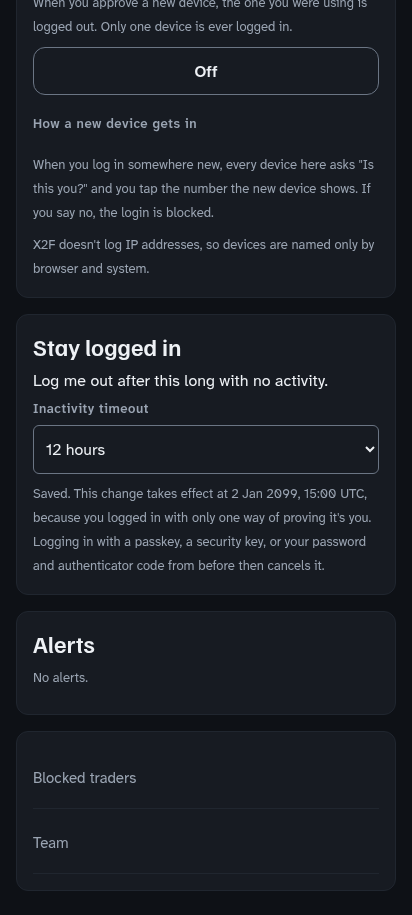 When you approve a new device, the one you were using is
logged out. Only one device is ever logged in.
Off
How a new device gets in
When you log in somewhere new, every device here asks "Is
this you?" and you tap the number the new device shows. If
you say no, the login is blocked.
X2F doesn't log IP addresses, so devices are named only by
browser and system.
Stay logged in
Log me out after this long with no activity.
Inactivity timeout
12 hours
Saved. This change takes effect at 2 Jan 2099, 15:00 UTC,
because you logged in with only one way of proving it's you.
Logging in with a passkey, a security key, or your password
and authenticator code from before then cancels it.
Alerts
No alerts.
Blocked traders
Team